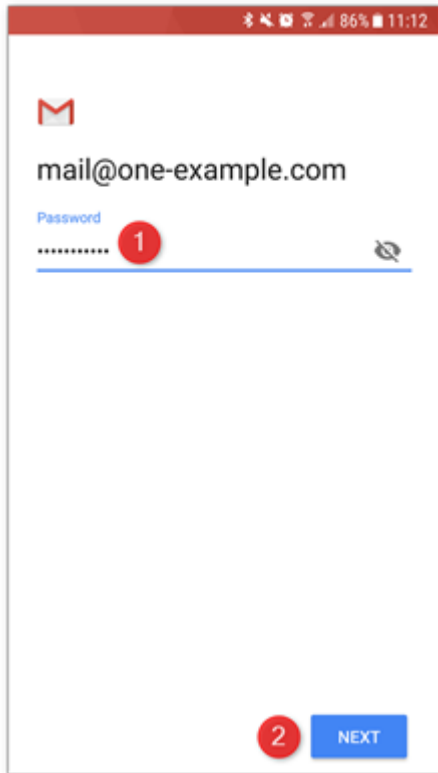 86% 11:12
mail@one-example.com
Password
•••••••••••
1
2
NEXT